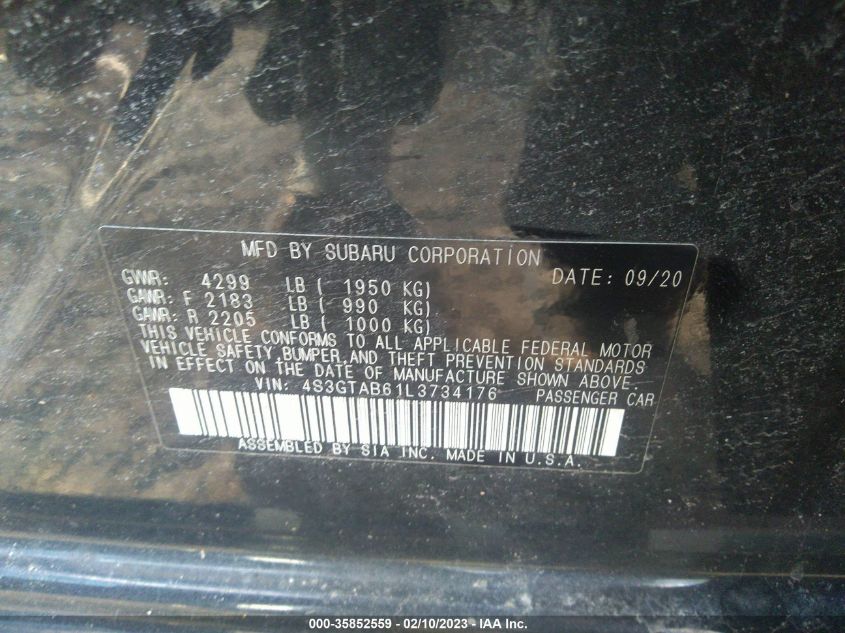 MFD BY SUBARU CORPORATION
GVWR: 4299 LB ( 1950 KG) DATE: 09/20
GAWR: F 2183 LB ( 990 KG)
GAWR: R 2205 LB ( 1000 KG)
THIS VEHICLE CONFORMS TO ALL APPLICABLE FEDERAL MOTOR
VEHICLE SAFETY,BUMPER,AND THEFT PREVENTION STANDARDS
IN EFFECT ON THE DATE OF MANUFACTURE SHOWN ABOVE.
VIN: 4S3GTAB61L3734176 PASSENGER CAR
ASSEMBLED BY SIA INC. MADE IN U.S.A.
000-35852559 — 02/10/2023 - IAA Inc.